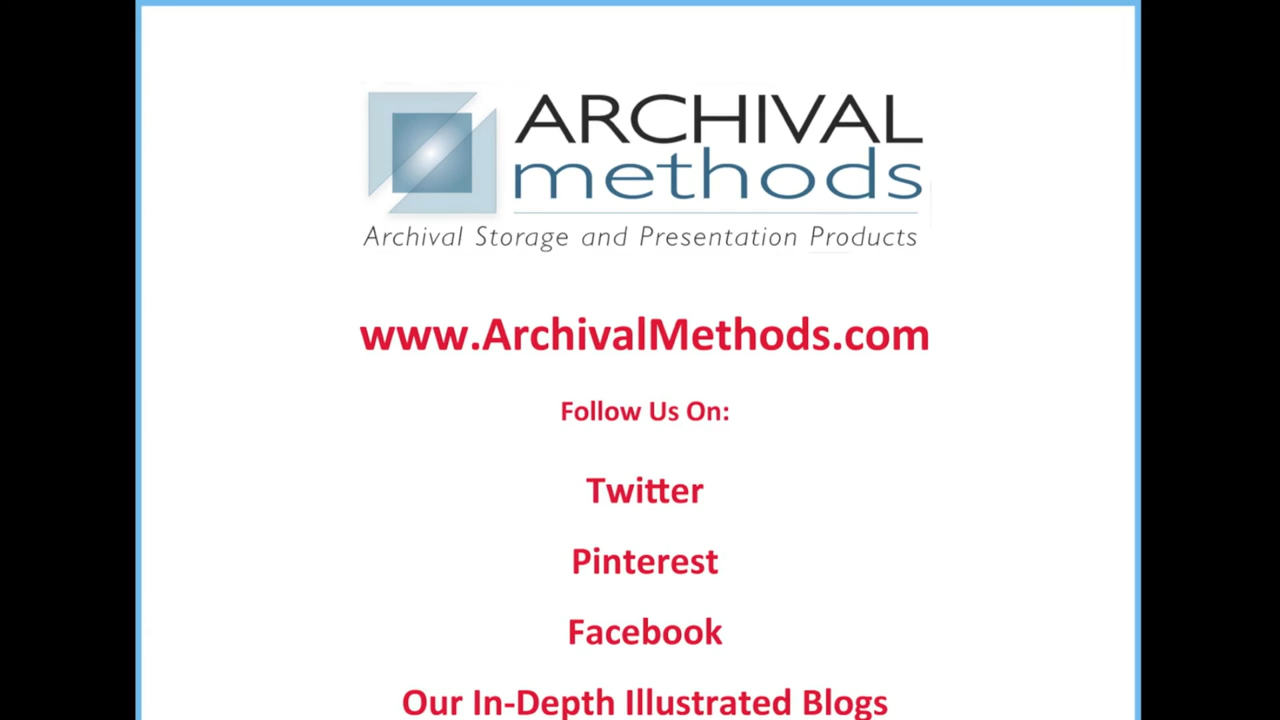 ARCHIVAL
methods
Archival Storage and Presentation Products
www.ArchivalMethods.com
Follow Us On:
Twitter
Pinterest
Facebook
Our In-Depth Illustrated Blogs